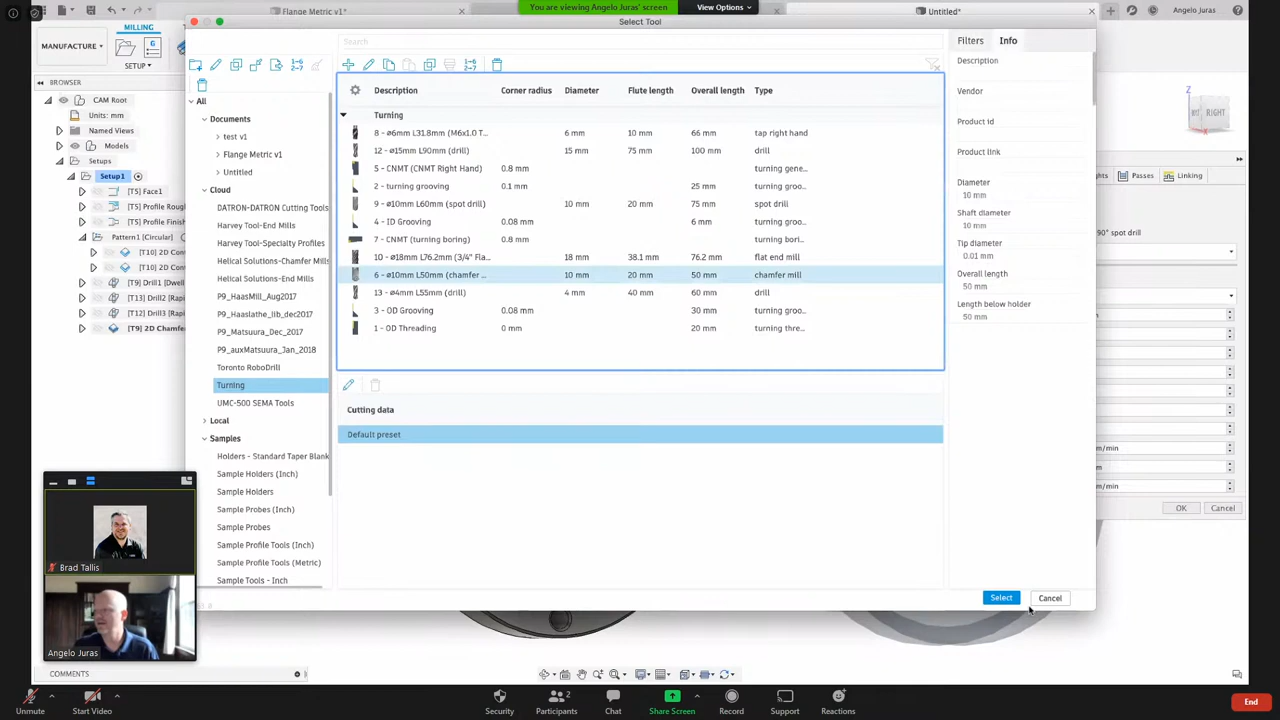 You are viewing Angelo Juras' screen
View Options
Flange Metric v1*
Untitled*
Angelo Juras
Select Tool
MILLING
MANUFACTURE
SETUP
Search
Filters
Info
BROWSER
CAM Root
Units: mm
Named Views
Models
Setups
Setup1
[T5] Face1
[T5] Profile Rough
[T5] Profile Finish
Pattern1 (Circular)
[T10] 2D Con
[T10] 2D Con
[T9] Drill1 [Dwell
[T13] Drill2 [Rapi
[T12] Drill3 [Rapi
[T9] 2D Chamfer
All
Documents
test v1
Flange Metric v1
Untitled
Cloud
DATRON-DATRON Cutting Tools
Harvey Tool-End Mills
Harvey Tool-Specialty Profiles
Helical Solutions-Chamfer Mills
Helical Solutions-End Mills
P9_HaasMill_Aug2017
P9_Haaslathe_lib_dec2017
P9_Matsuura_Dec_2017
P9_auxMatsuura_Jan_2018
Toronto RoboDrill
Turning
UMC-500 SEMA Tools
Local
Samples
Holders - Standard Taper Blank
Sample Holders (Inch)
Sample Holders
Sample Probes (Inch)
Sample Probes
Sample Profile Tools (Inch)
Sample Profile Tools (Metric)
Sample Tools - Inch
Description Corner radius Diameter Flute length Overall length Type
Turning
8 - ⌀6mm L31.8mm (M6x1.0 T... 6 mm 10 mm 66 mm tap right hand
12 - ⌀15mm L90mm (drill) 15 mm 75 mm 100 mm drill
5 - CNMT (CNMT Right Hand) 0.8 mm turning gene...
2 - turning grooving 0.1 mm 25 mm turning groo...
9 - ⌀10mm L60mm (spot drill) 10 mm 20 mm 75 mm spot drill
4 - ID Grooving 0.08 mm 6 mm turning groo...
7 - CNMT (turning boring) 0.8 mm turning bori...
10 - ⌀18mm L76.2mm (3/4" Fla... 18 mm 38.1 mm 76.2 mm flat end mill
6 - ⌀10mm L50mm (chamfer ... 10 mm 20 mm 50 mm chamfer mill
13 - ⌀4mm L55mm (drill) 4 mm 40 mm 60 mm drill
3 - OD Grooving 0.08 mm 30 mm turning groo...
1 - OD Threading 0 mm 20 mm turning thre...
Cutting data
Default preset
Description
Vendor
Product id
Product link
Diameter
10 mm
Shaft diameter
10 mm
Tip diameter
0.01 mm
Overall length
50 mm
Length below holder
50 mm
Select
Cancel
Z
RIGHT
Passes
Linking
90° spot drill
OK
Cancel
Brad Tallis
Angelo Juras
COMMENTS
Unmute
Start Video
Security
Participants
2
Chat
Share Screen
Record
Support
Reactions
End